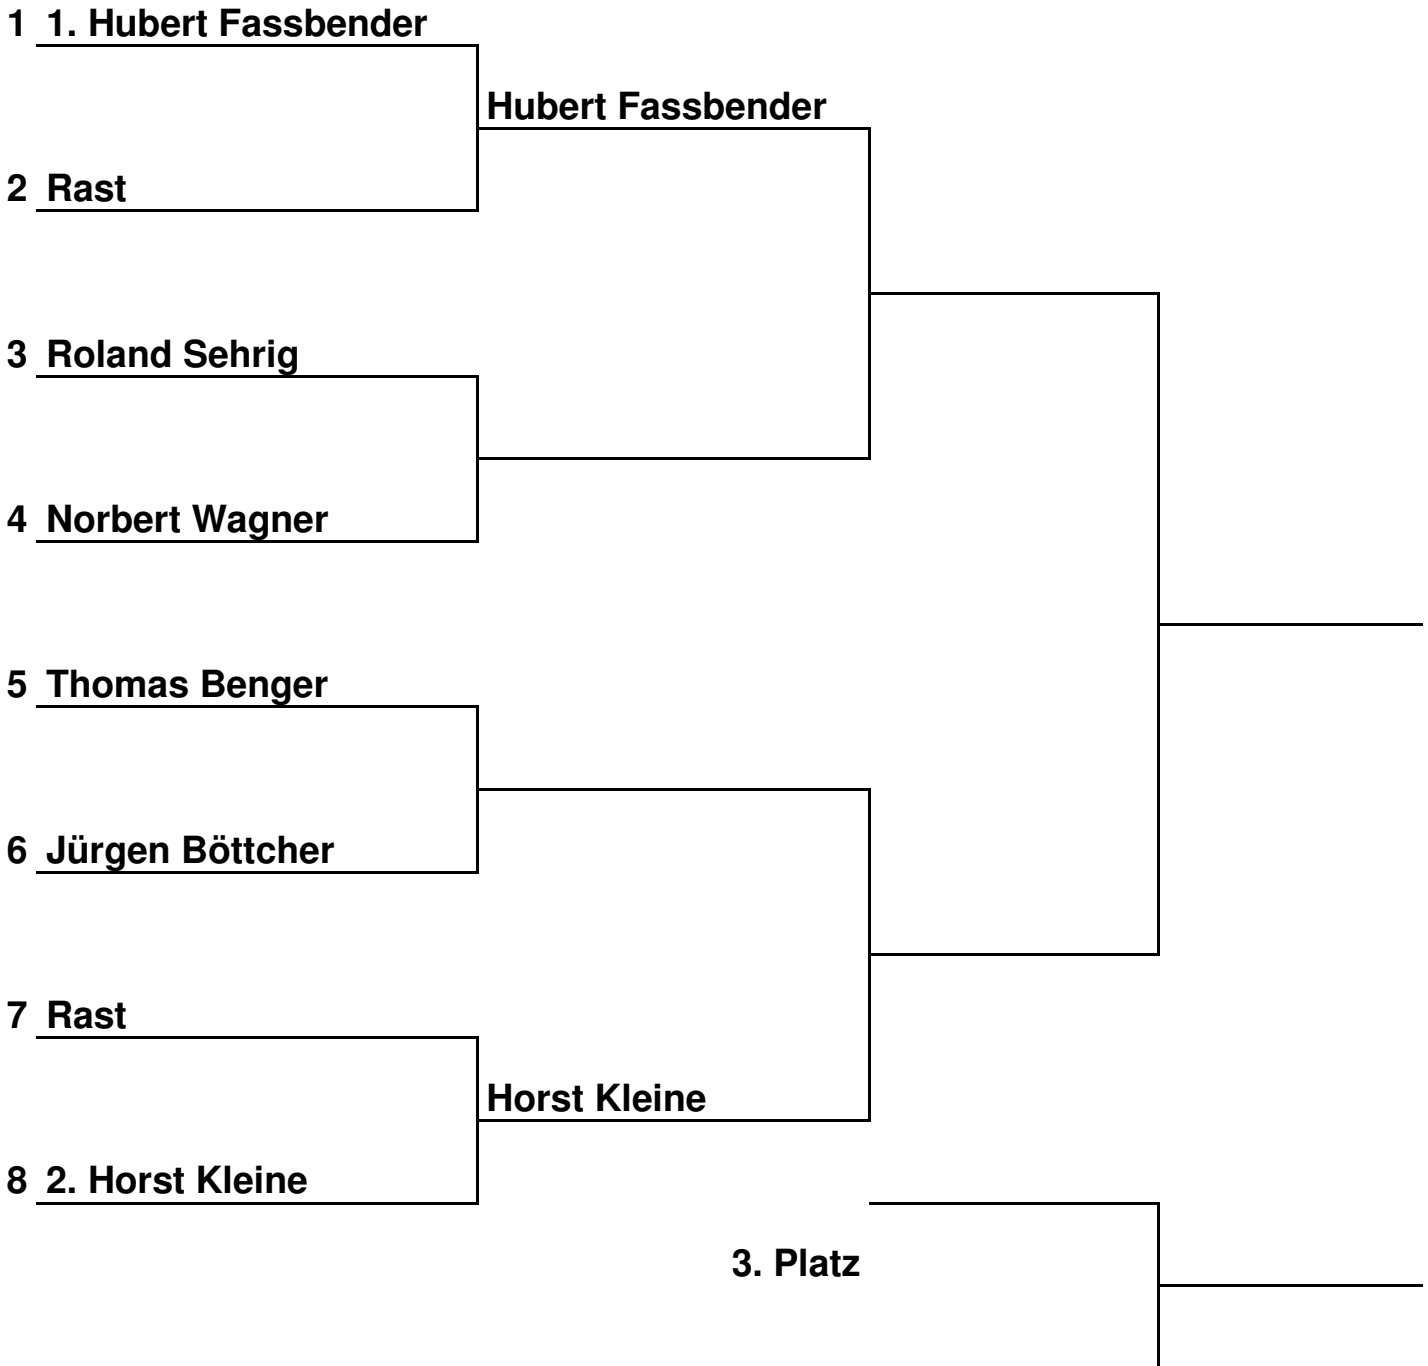 1 1. Hubert Fassbender
Hubert Fassbender
2 Rast
3 Roland Sehrig
4 Norbert Wagner
5 Thomas Benger
6 Jürgen Böttcher
7 Rast
Horst Kleine
8 2. Horst Kleine
3. Platz